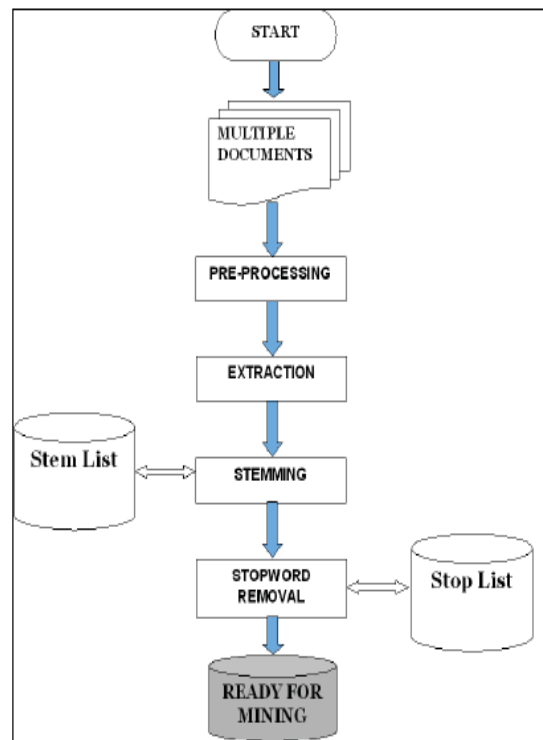 START
MULTIPLE
DOCUMENTS
PRE-PROCESSING
EXTRACTION
Stem List
STEMMING
STOPWORD
REMOVAL
Stop List
READY FOR
MINING